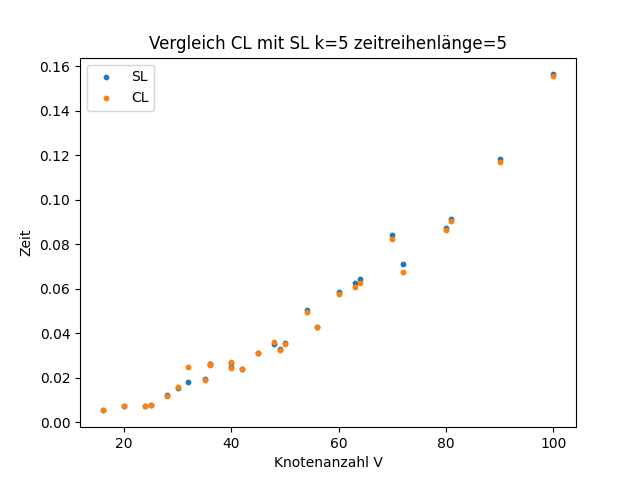 Vergleich CL mit SL k=5 zeitreihenlänge=5
SL
CL
0.16
0.14
0.12
0.10
0.08
0.06
0.04
0.02
0.00
Zeit
20 40 60 80 100
Knotenanzahl V